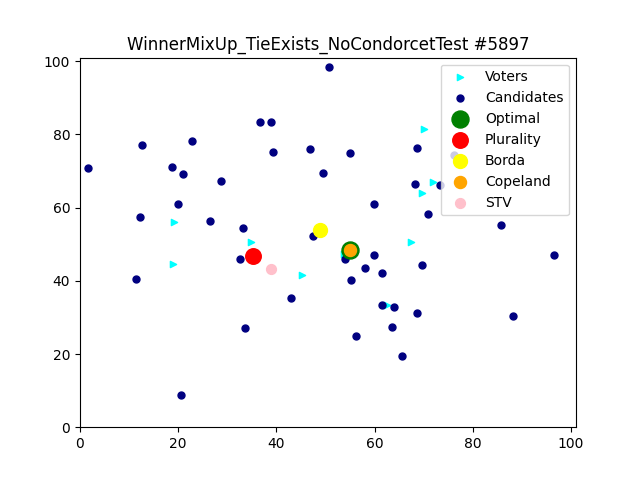 WinnerMixUp_TieExists_NoCondorcetTest #5897
Voters
Candidates
Optimal
Plurality
Borda
Copeland
STV
100
80
60
40
20
0
0 20 40 60 80 100